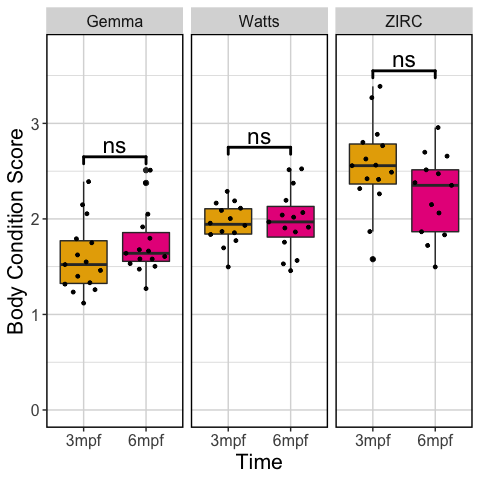 Gemma Watts ZIRC
ns ns ns
Body Condition Score
3
2
1
0
3mpf 6mpf 3mpf 6mpf 3mpf 6mpf
Time